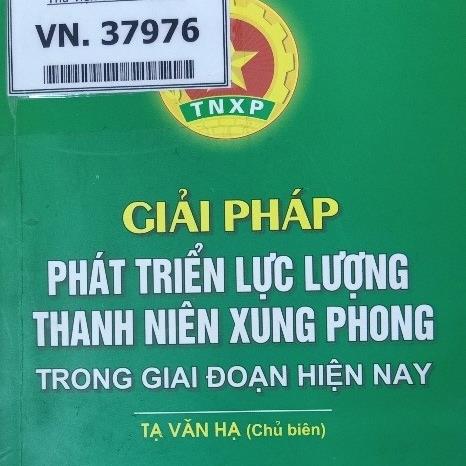 VN. 37976
TNXP
GIẢI PHÁP
PHÁT TRIỂN LỰC LƯỢNG
THANH NIÊN XUNG PHONG
TRONG GIAI ĐOẠN HIỆN NAY
TẠ VĂN HẠ (Chủ biên)